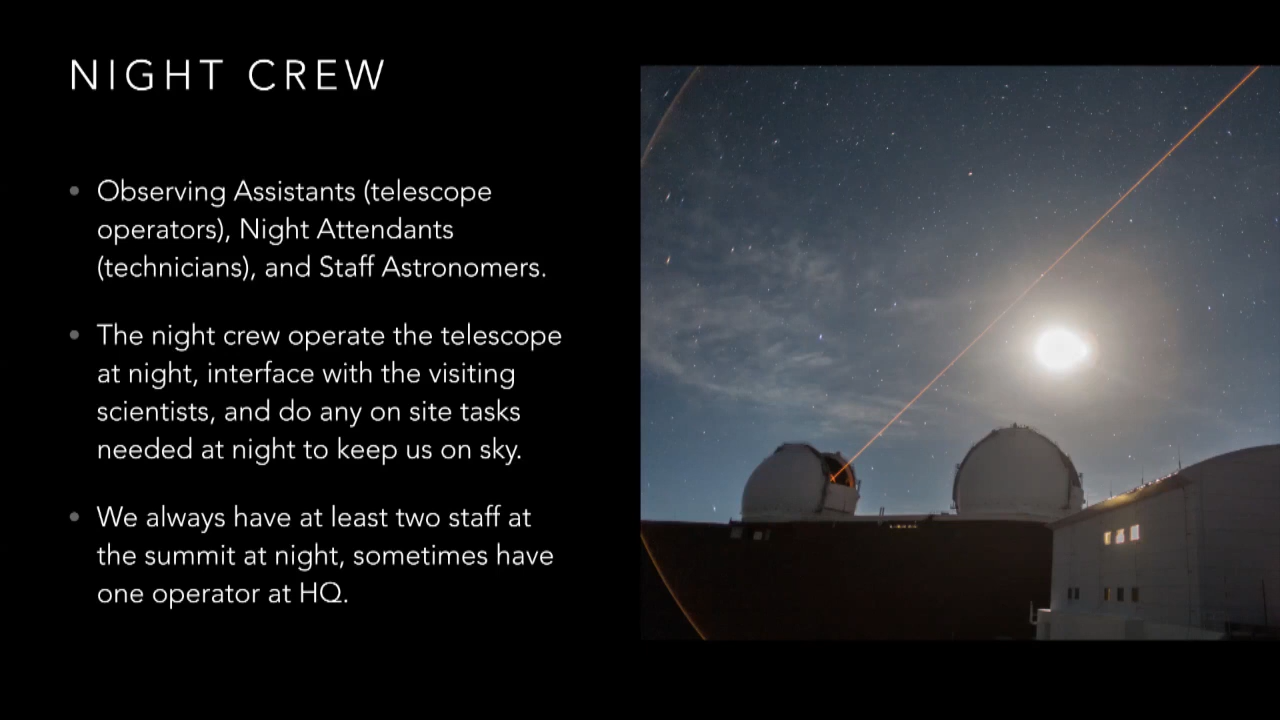 NIGHT CREW
• Observing Assistants (telescope
operators), Night Attendants
(technicians), and Staff Astronomers.
• The night crew operate the telescope
at night, interface with the visiting
scientists, and do any on site tasks
needed at night to keep us on sky.
• We always have at least two staff at
the summit at night, sometimes have
one operator at HQ.